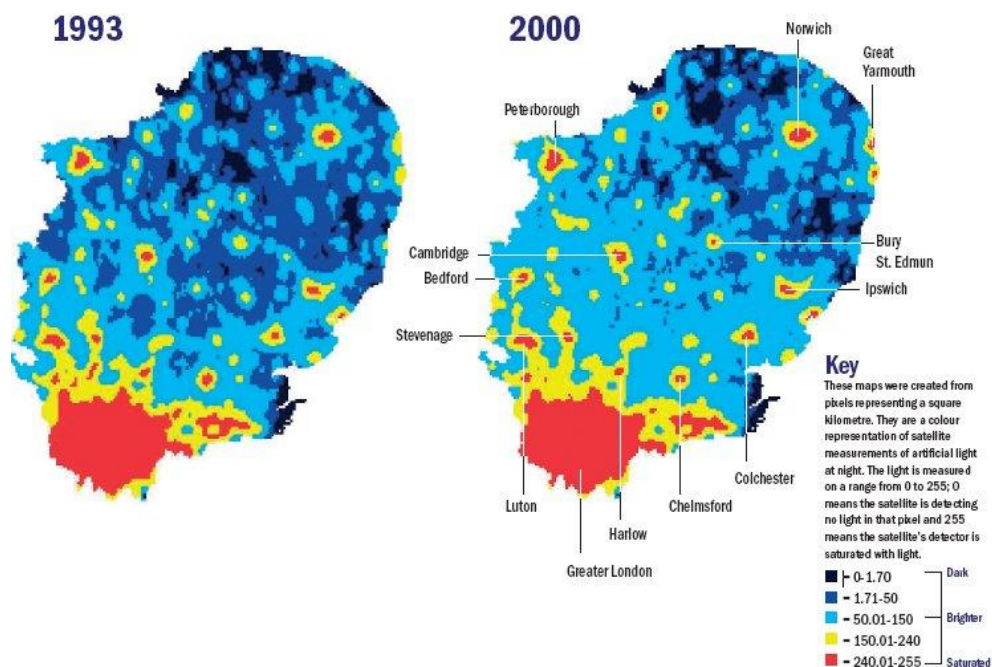 1993
2000
Norwich
Great
Yarmouth
Peterborough
Cambridge
Bury
St. Edmun
Bedford
Ipswich
Stevenage
Colchester
Luton
Chelmsford
Harlow
Greater London
Key
These maps were created from
pixels representing a square
kilometre. They are a colour
representation of satellite
measurements of artificial light
at night. The light is measured
on a range from 0 to 255; 0
means the satellite is detecting
no light in that pixel and 255
means the satellite's detector is
saturated with light.
- 0-1.70 Dark
- 1.71-50
- 50.01-150 Brighter
- 150.01-240
- 240.01-255 Saturated